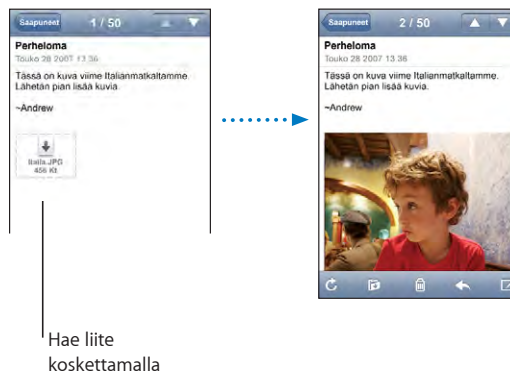 Saapuneet 1 / 50
Perheloma
Touko 28 2007 13.36
Tässä on kuva viime Italianmatkaltamme.
Lähetän pian lisää kuvia.
~Andrew
Italia.JPG
456 Kt
Hae liite
koskettamalla
Saapuneet 2 / 50
Perheloma
Touko 28 2007 13.36
Tässä on kuva viime Italianmatkaltamme.
Lähetän pian lisää kuvia.
~Andrew